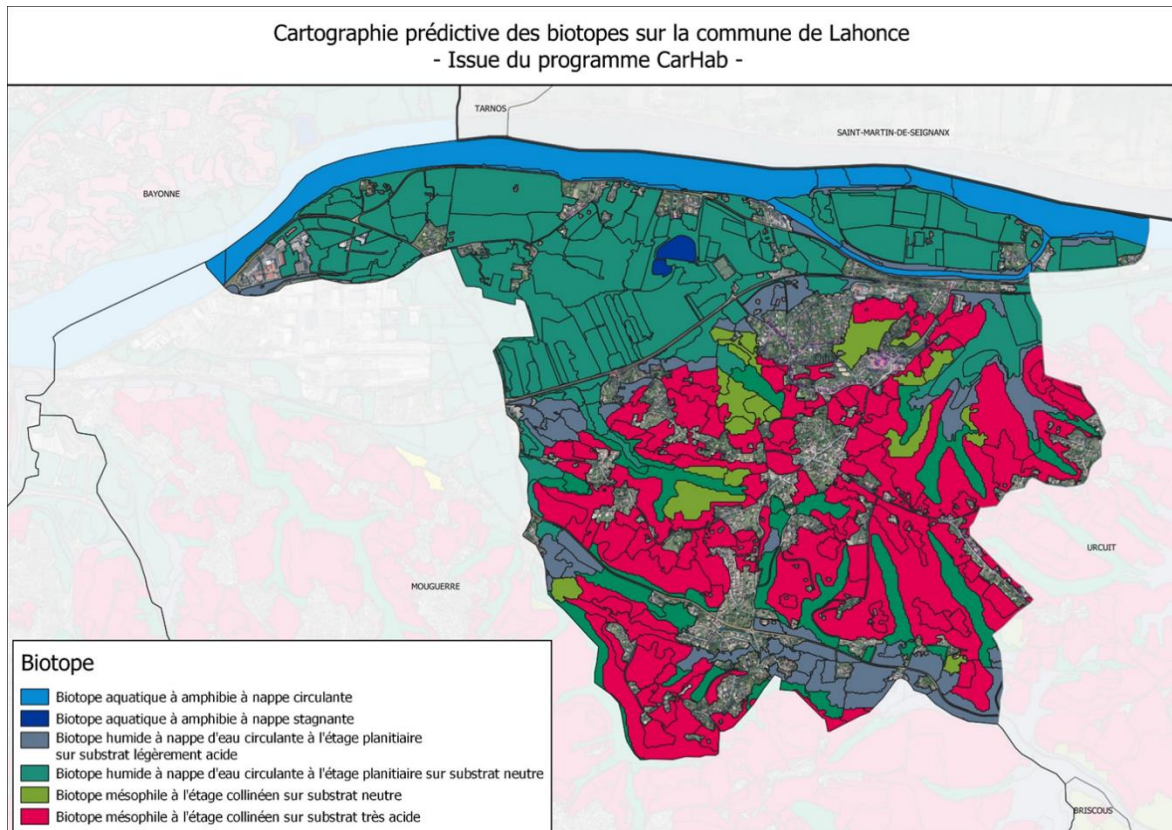 Cartographie prédictive des biotopes sur la commune de Lahonce
- Issue du programme CarHab -
TARNOS
SAINT-MARTIN-DE-SEIGNANX
BAYONNE
URCUIT
MOUGUERRE
BRISCOUS
Biotope
Biotope aquatique à amphibie à nappe circulante
Biotope aquatique à amphibie à nappe stagnante
Biotope humide à nappe d'eau circulante à l'étage planitiaire
sur substrat légèrement acide
Biotope humide à nappe d'eau circulante à l'étage planitiaire sur substrat neutre
Biotope mésophile à l'étage collinéen sur substrat neutre
Biotope mésophile à l'étage collinéen sur substrat très acide